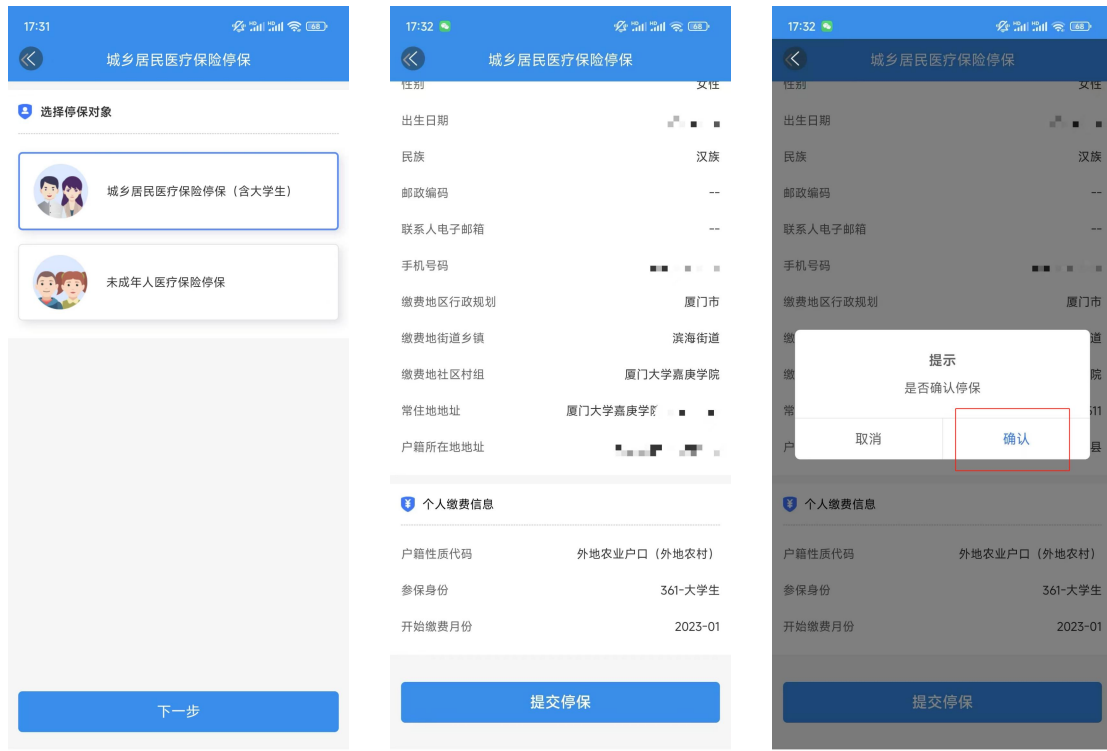 17:31
68
城乡居民医疗保险停保
选择停保对象
城乡居民医疗保险停保（含大学生）
未成年人医疗保险停保
下一步
17:32
68
城乡居民医疗保险停保
性别 女性
出生日期
民族 汉族
邮政编码 --
联系人电子邮箱 --
手机号码
缴费地区行政规划 厦门市
缴费地街道乡镇 滨海街道
缴费地社区村组 厦门大学嘉庚学院
常住地地址 厦门大学嘉庚学院
户籍所在地地址
个人缴费信息
户籍性质代码 外地农业户口（外地农村）
参保身份 361-大学生
开始缴费月份 2023-01
提交停保
17:32
68
城乡居民医疗保险停保
性别 女性
出生日期
民族 汉族
邮政编码 --
联系人电子邮箱 --
手机号码
缴费地区行政规划 厦门市
缴 道
缴 院
常 511
户 县
提示
是否确认停保
取消 确认
个人缴费信息
户籍性质代码 外地农业户口（外地农村）
参保身份 361-大学生
开始缴费月份 2023-01
提交停保